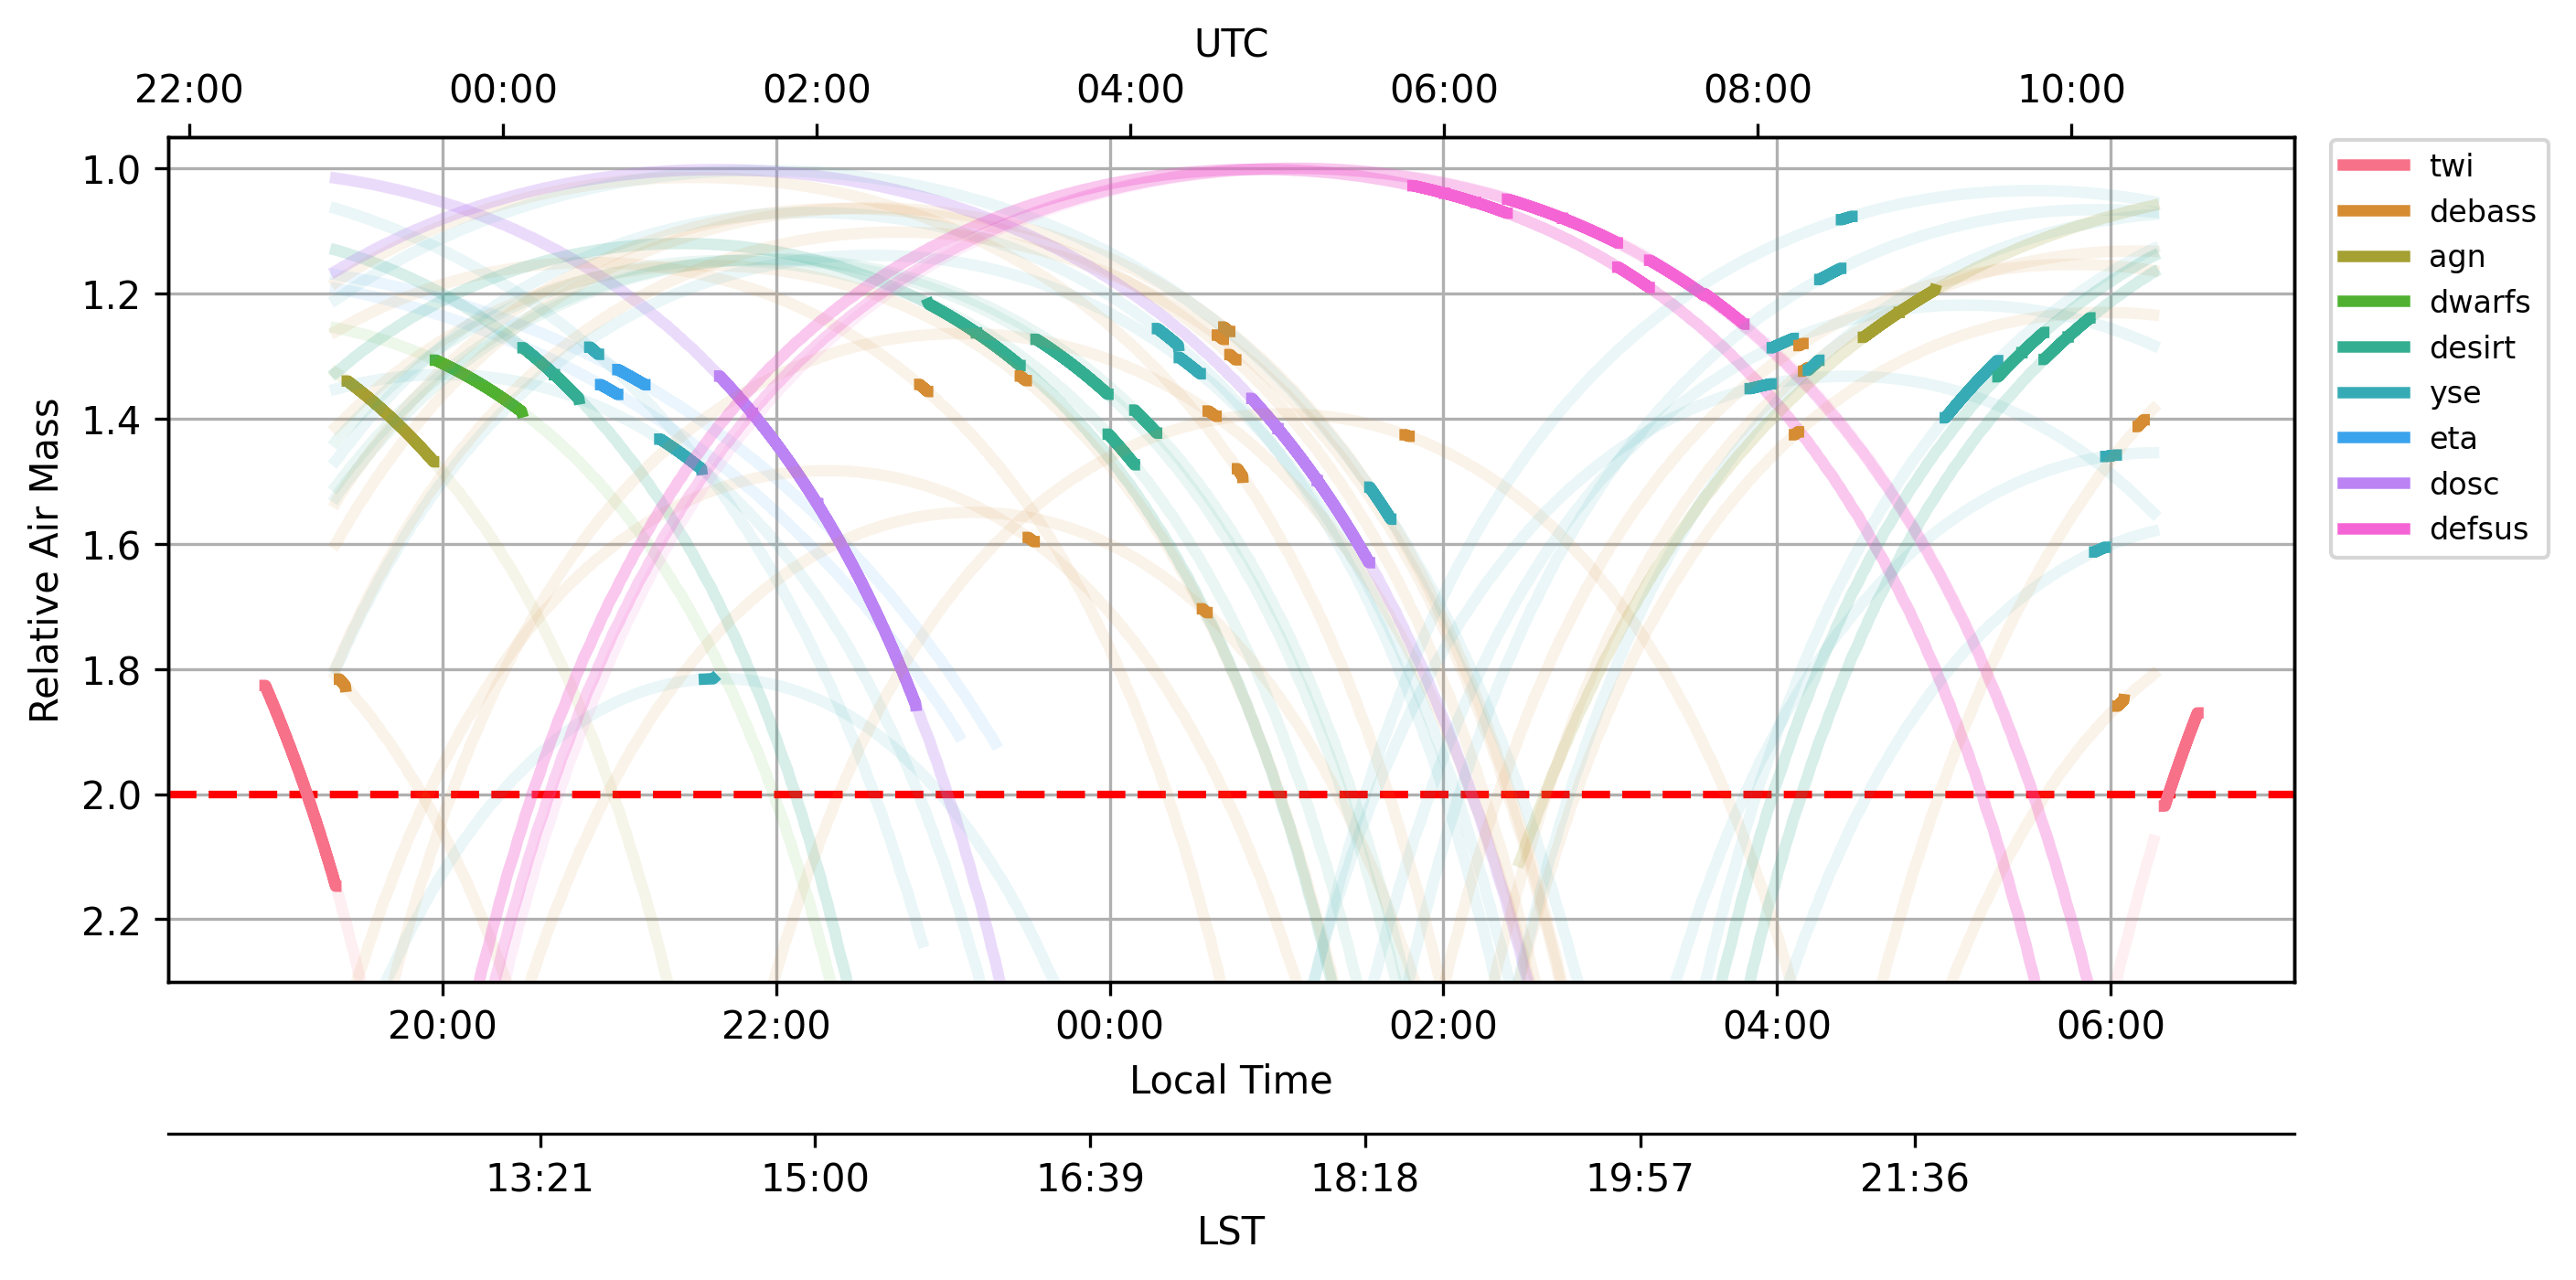 UTC
22:00 00:00 02:00 04:00 06:00 08:00 10:00
Relative Air Mass
1.0
1.2
1.4
1.6
1.8
2.0
2.2
twi
debass
agn
dwarfs
desirt
yse
eta
dosc
defsus
20:00 22:00 00:00 02:00 04:00 06:00
Local Time
13:21 15:00 16:39 18:18 19:57 21:36
LST